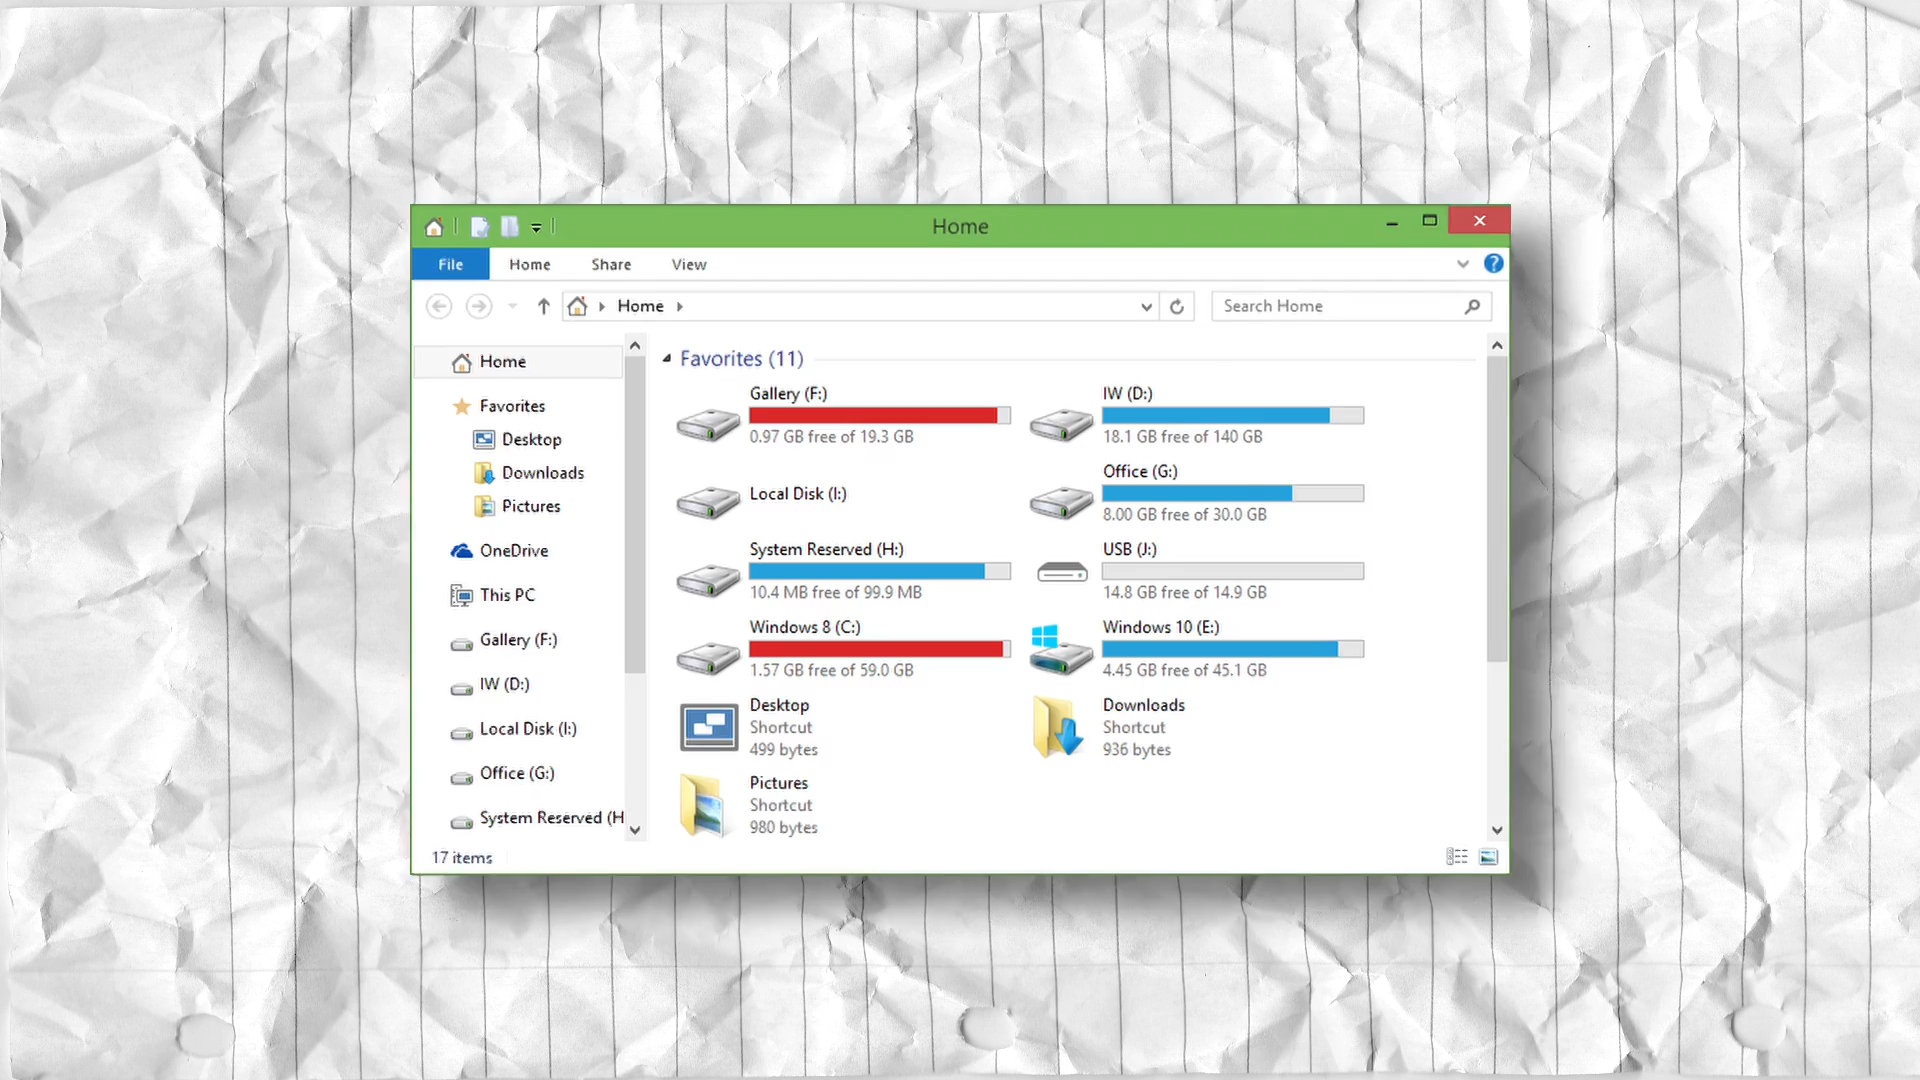 Home
File Home Share View
Home Search Home
Home
Favorites
Desktop
Downloads
Pictures
OneDrive
This PC
Gallery (F:)
IW (D:)
Local Disk (I:)
Office (G:)
System Reserved (H
17 items
Favorites (11)
Gallery (F:)
0.97 GB free of 19.3 GB
IW (D:)
18.1 GB free of 140 GB
Local Disk (I:)
Office (G:)
8.00 GB free of 30.0 GB
System Reserved (H:)
10.4 MB free of 99.9 MB
USB (J:)
14.8 GB free of 14.9 GB
Windows 8 (C:)
1.57 GB free of 59.0 GB
Windows 10 (E:)
4.45 GB free of 45.1 GB
Desktop
Shortcut
499 bytes
Downloads
Shortcut
936 bytes
Pictures
Shortcut
980 bytes